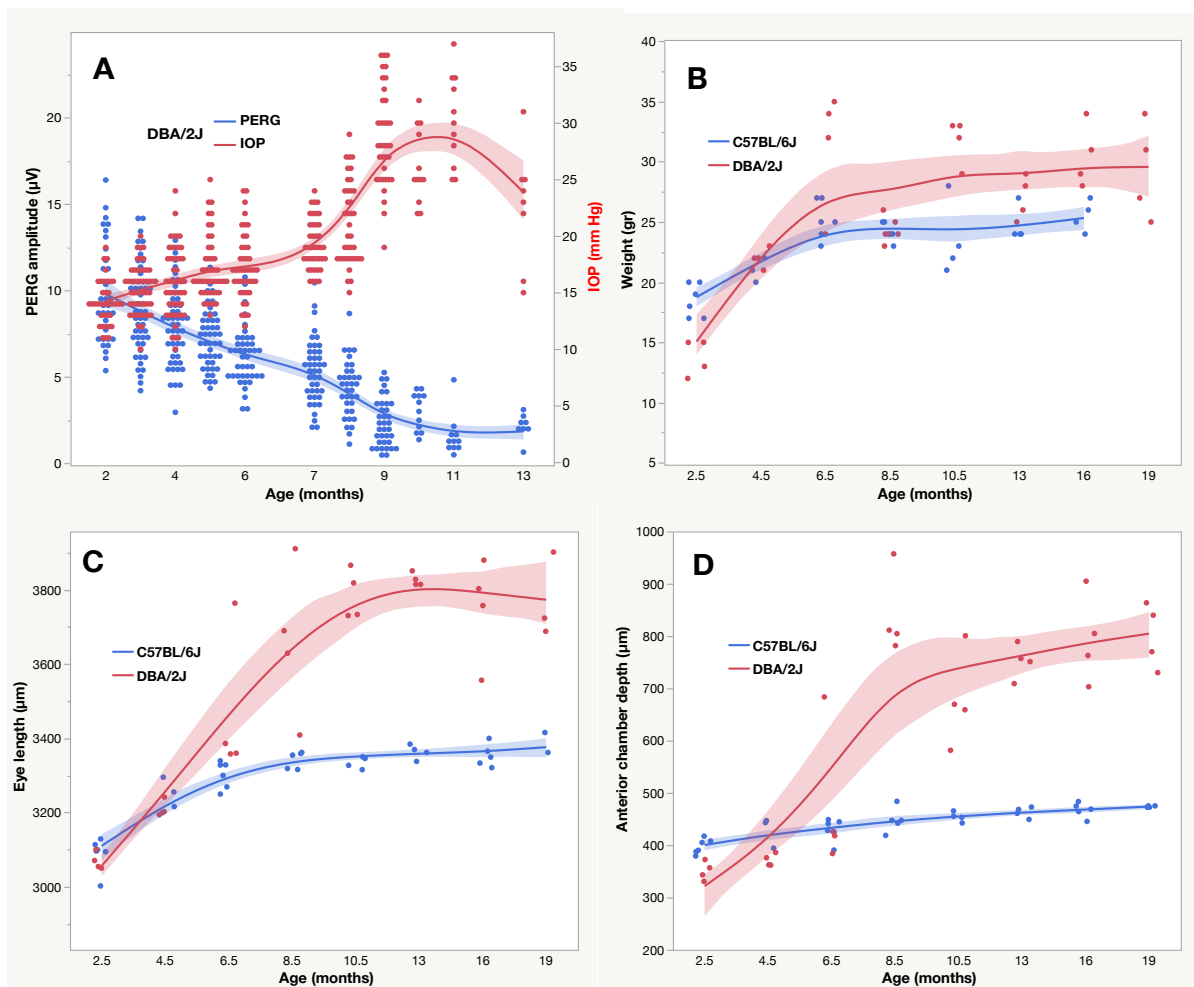 A
DBA/2J
PERG
IOP
PERG amplitude (µV)
20
15
10
5
0
IOP (mm Hg)
35
30
25
20
15
10
5
0
2 4 6 7 9 11 13
Age (months)
B
C57BL/6J
DBA/2J
Weight (gr)
40
35
30
25
20
15
10
5
2.5 4.5 6.5 8.5 10.5 13 16 19
Age (months)
C
C57BL/6J
DBA/2J
Eye length (µm)
3800
3600
3400
3200
3000
2.5 4.5 6.5 8.5 10.5 13 16 19
Age (months)
D
C57BL/6J
DBA/2J
Anterior chamber depth (µm)
1000
900
800
700
600
500
400
300
200
2.5 4.5 6.5 8.5 10.5 13 16 19
Age (months)